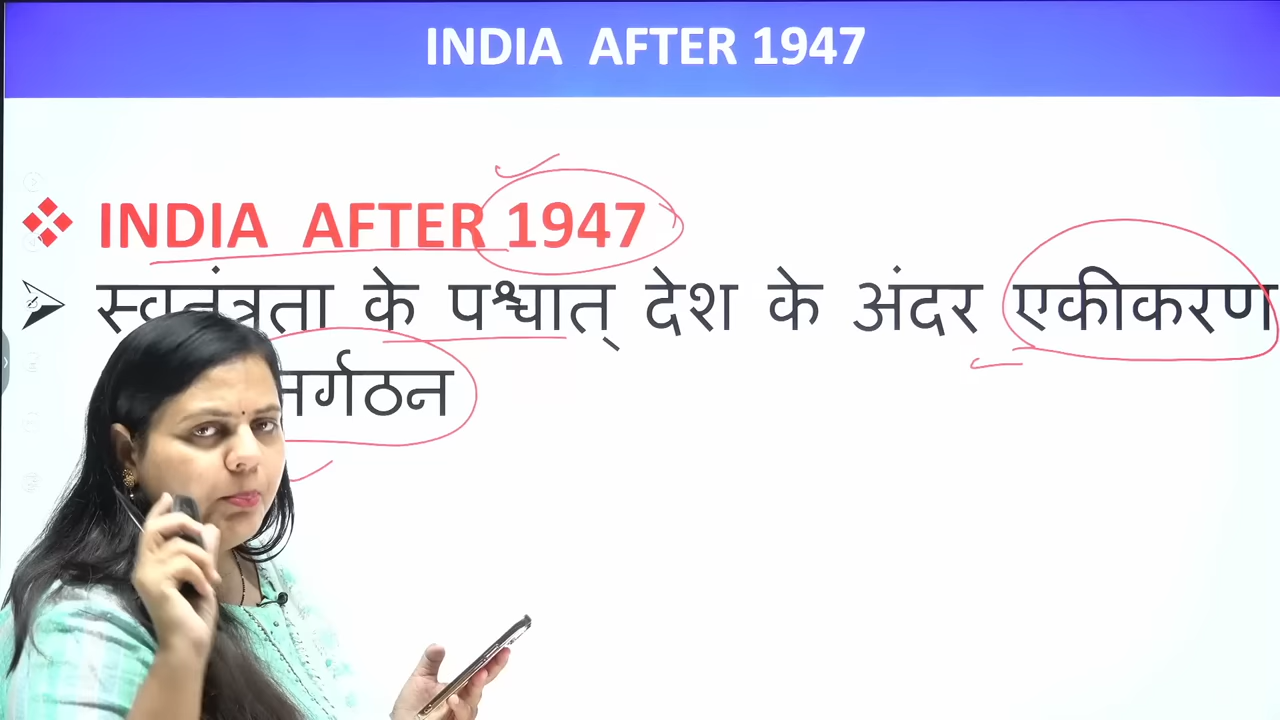 INDIA AFTER 1947
INDIA AFTER 1947
स्वतंत्रता के पश्चात् देश के अंदर एकीकरण